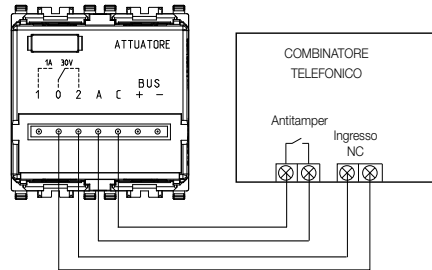 ATTUATORE
1A 30V
BUS
1 0 2 A C + −
COMBINATORE
TELEFONICO
Antitamper
Ingresso
NC